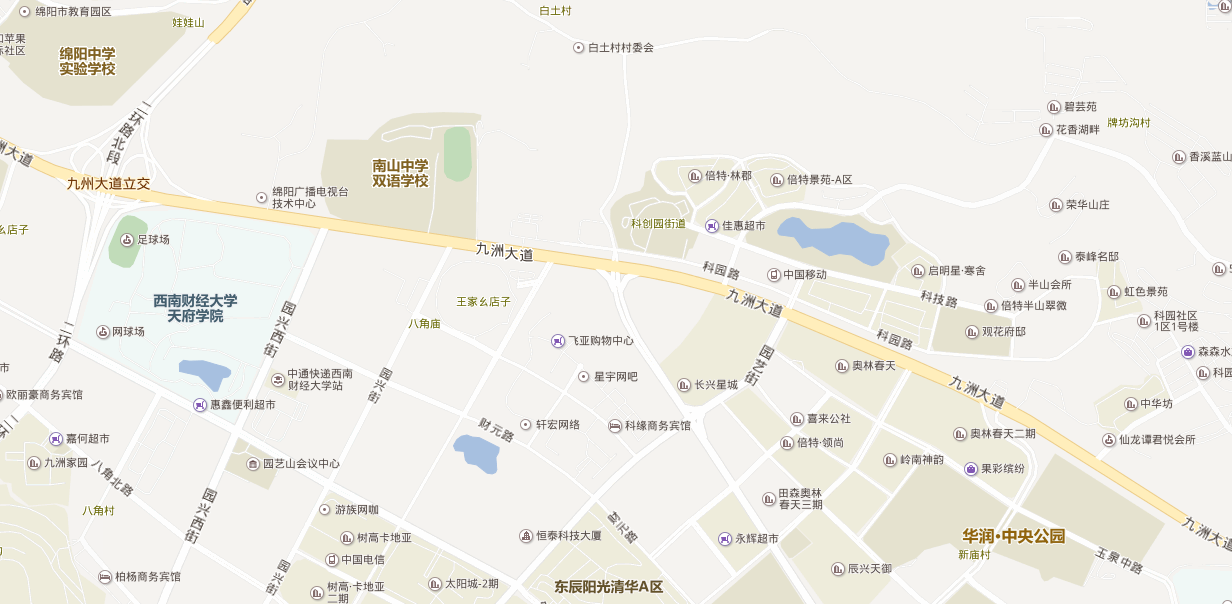 绵阳市教育园区
娃娃山
白土村
白土村村委会
绵阳中学
实验学校
二环路北段
碧芸苑
花香湖畔
牌坊沟村
香溪蓝山
南山中学
双语学校
九州大道立交
绵阳广播电视台
技术中心
倍特·林郡
倍特景苑-A区
荣华山庄
科创园街道
佳惠超市
足球场
九洲大道
科园路
中国移动
启明星·寒舍
泰峰名邸
半山会所
虹色景苑
科技路
倍特半山翠微
西南财经大学
天府学院
王家幺店子
八角庙
九洲大道
科园社区
1区1号楼
观花府邸
科园路
网球场
二环路
园兴西街
飞亚购物中心
园艺街
奥林春天
中通快递西南
财经大学站
园兴街
星宇网吧
长兴星城
九洲大道
欧丽豪商务宾馆
惠鑫便利超市
中华坊
财元路
轩宏网络
科缘商务宾馆
喜来公社
倍特·领尚
奥林春天二期
仙龙谭君悦会所
嘉何超市
九洲家园
八角北路
园艺山会议中心
岭南神韵
果彩缤纷
园兴西街
八角村
游族网咖
田森奥林
春天三期
财元路
树高卡地亚
恒泰科技大厦
永辉超市
华润·中央公园
新庙村
玉泉中路
九洲大道
中国电信
柏杨商务宾馆
园兴街
树高·卡地亚
二期
太阳城-2期
东辰阳光清华A区
辰兴天御